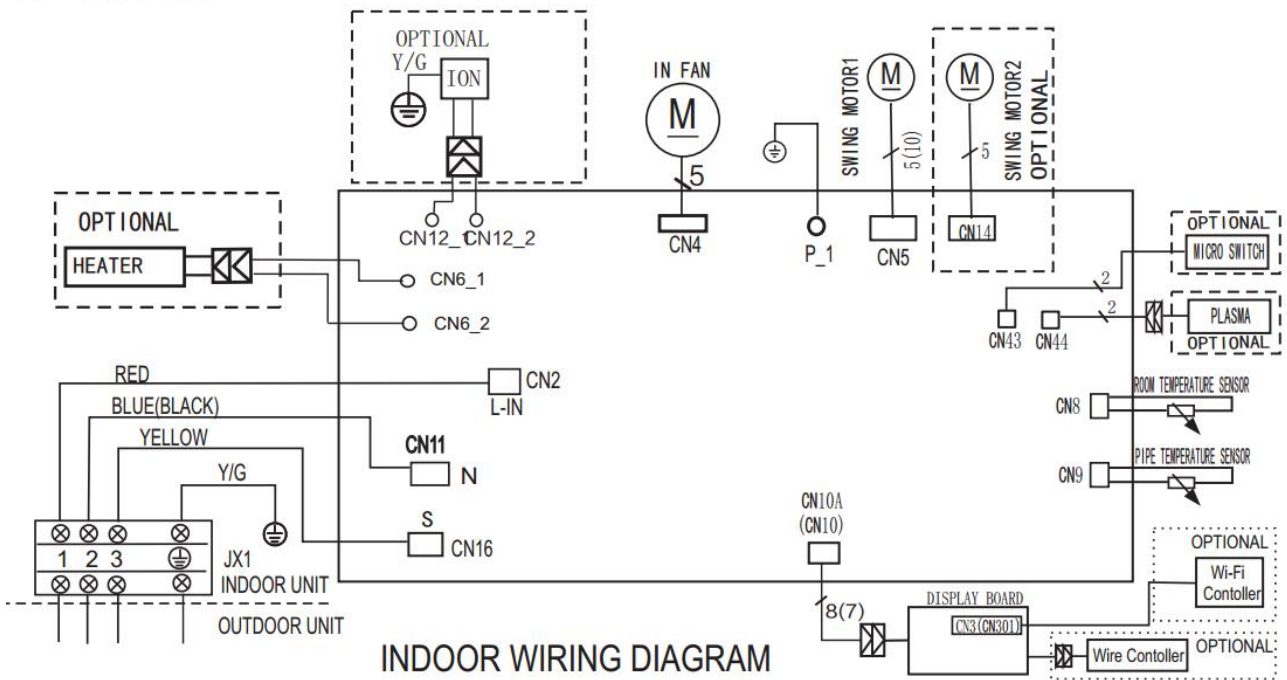 OPTIONAL
Y/G
ION
IN FAN
M
5
SWING MOTOR1
M
5(10)
M
5
SWING MOTOR2
OPTIONAL
CN12_1
CN12_2
CN4
P_1
CN5
CN14
OPTIONAL
HEATER
CN6_1
CN6_2
OPTIONAL
MICRO SWITCH
2
2
PLASMA
OPTIONAL
CN43
CN44
RED
CN2
L-IN
BLUE(BLACK)
YELLOW
CN11
N
Y/G
S
CN16
ROOM TEMPERATURE SENSOR
CN8
PIPE TEMPERATURE SENSOR
CN9
CN10A
(CN10)
1 2 3
JX1
INDOOR UNIT
OUTDOOR UNIT
8(7)
DISPLAY BOARD
CN3(CN301)
OPTIONAL
Wi-Fi
Contoller
Wire Contoller
OPTIONAL
INDOOR WIRING DIAGRAM